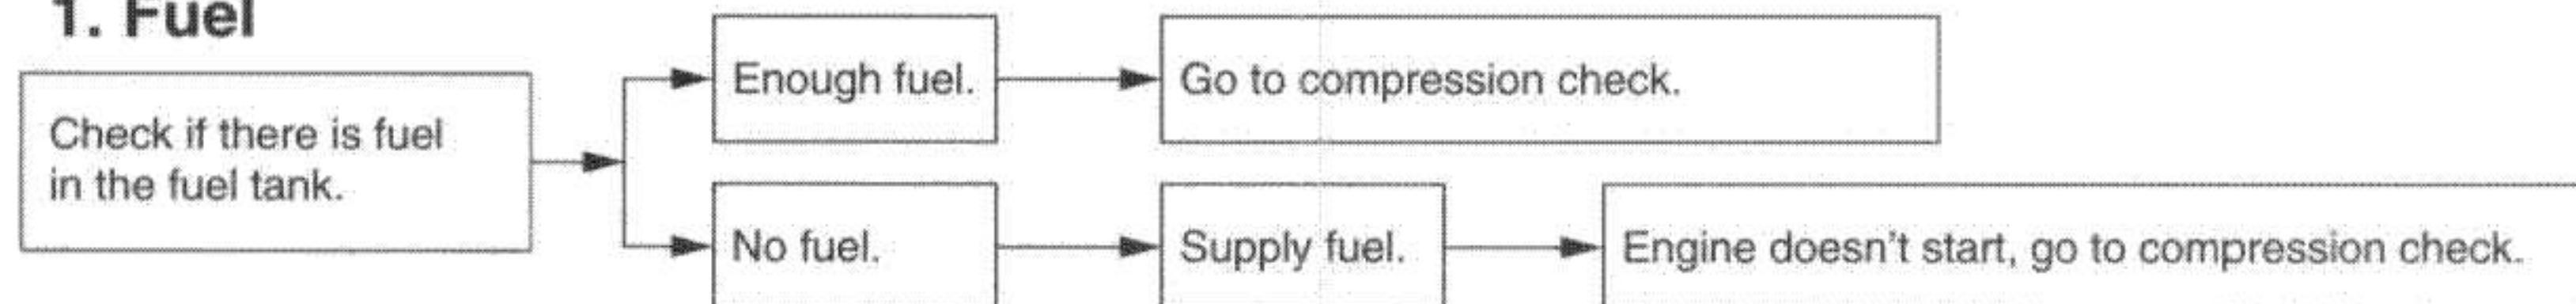 1. Fuel
Enough fuel.
Go to compression check.
Check if there is fuel
in the fuel tank.
No fuel.
Supply fuel.
Engine doesn't start, go to compression check.